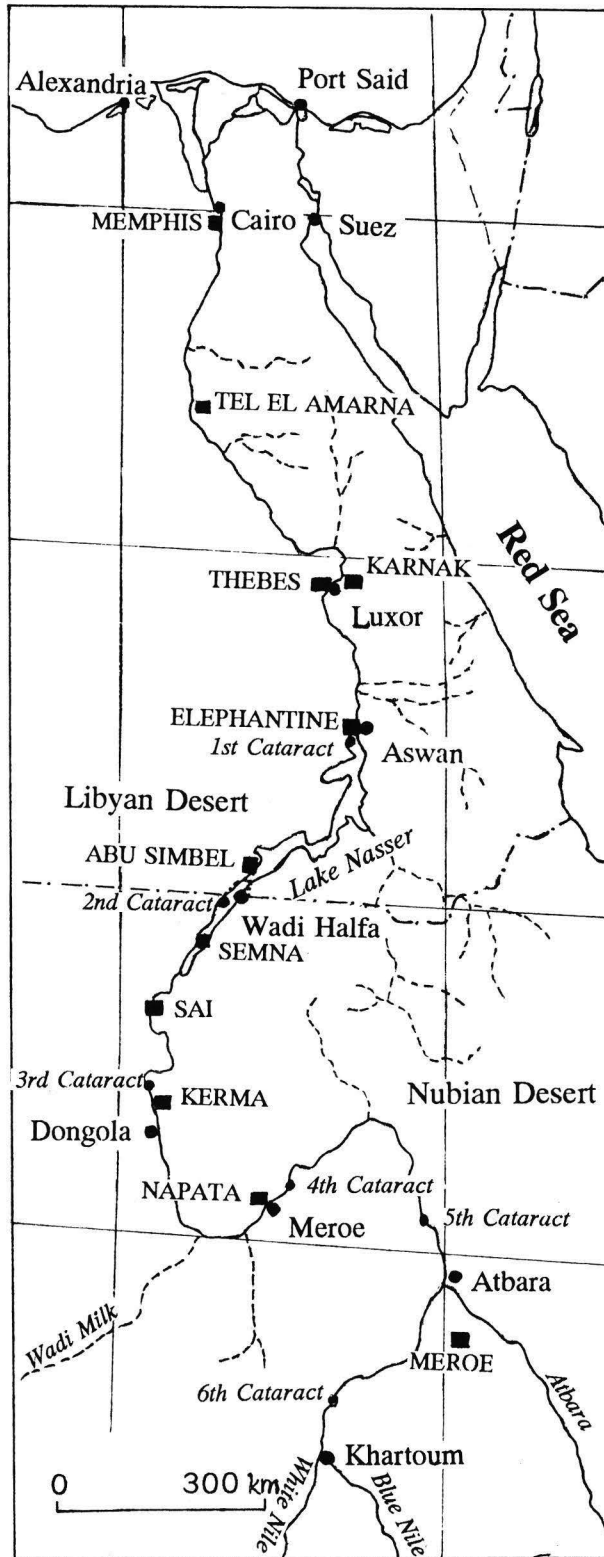 Alexandria
Port Said
MEMPHIS
Cairo
Suez
TEL EL AMARNA
Red Sea
KARNAK
THEBES
Luxor
ELEPHANTINE
1st Cataract
Aswan
Libyan Desert
ABU SIMBEL
Lake Nasser
2nd Cataract
Wadi Halfa
SEMNA
SAI
3rd Cataract
KERMA
Nubian Desert
Dongola
NAPATA
4th Cataract
Meroe
5th Cataract
Atbara
Wadi Milk
MEROE
6th Cataract
Atbara
Khartoum
0 300 km
White Nile
Blue Nile